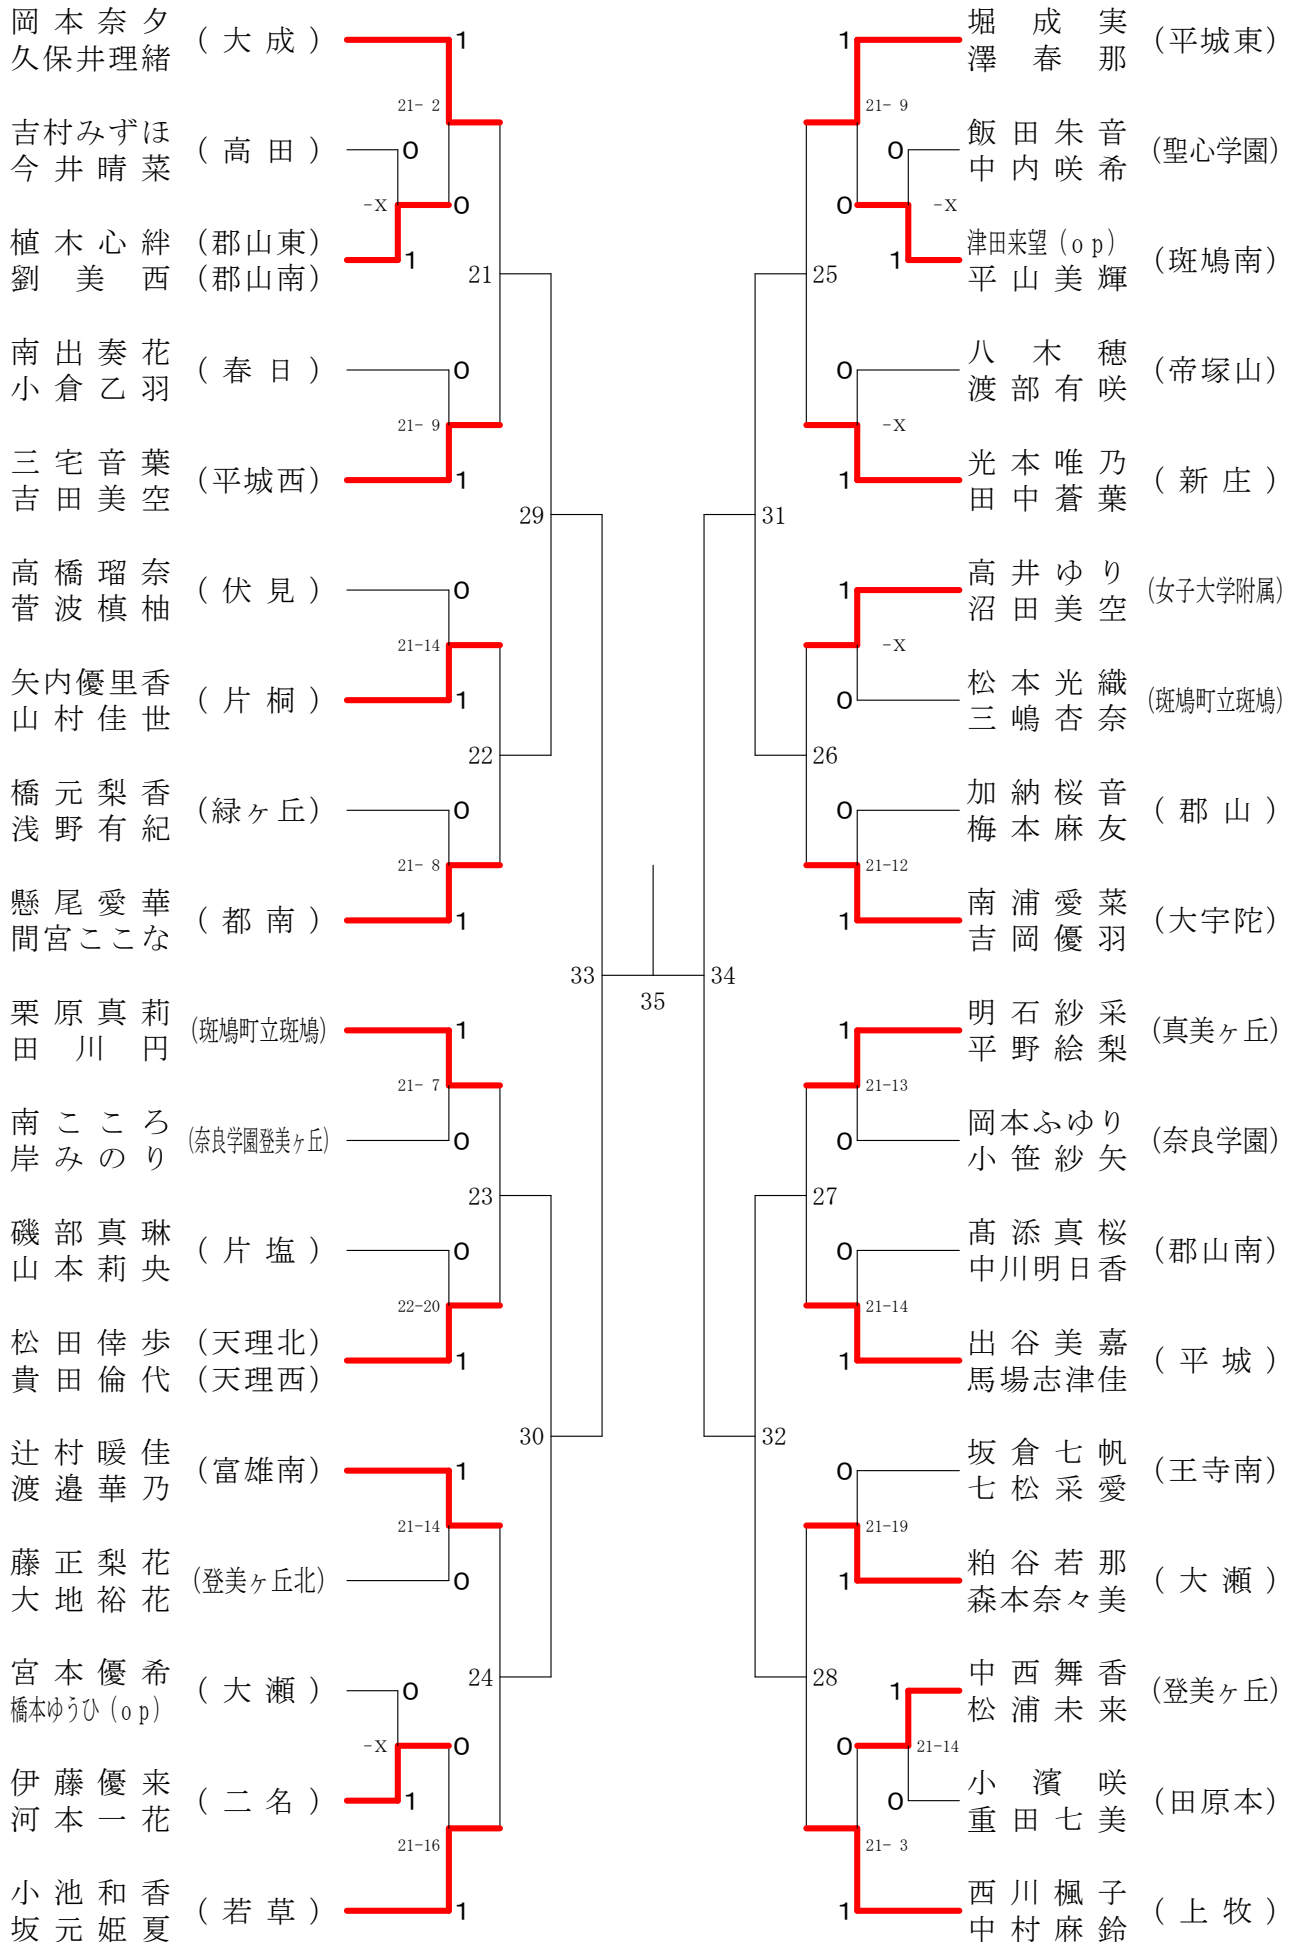 岡本奈夕
久保井理緒
(大成)
1
21- 2
吉村みずほ
今井晴菜
(高田)
0
-X
0
植木心絆 (郡山東)
劉美西 (郡山南)
1
21
南出奏花
小倉乙羽
(春日)
0
21- 9
三宅音葉
吉田美空
(平城西)
1
29
高橋瑠奈
菅波槙柚
(伏見)
0
21-14
矢内優里香
山村佳世
(片桐)
1
22
橋元梨香
浅野有紀
(緑ヶ丘)
0
21- 8
懸尾愛華
間宮ここな
(都南)
1
33
栗原真莉
田川円
(斑鳩町立斑鳩)
1
21- 7
南こころ
岸みのり
(奈良学園登美ヶ丘)
0
23
磯部真琳
山本莉央
(片塩)
0
22-20
松田倖歩 (天理北)
貴田倫代 (天理西)
1
30
辻村暖佳
渡邉華乃
(富雄南)
1
21-14
藤正梨花
大地裕花
(登美ヶ丘北)
0
24
宮本優希
橋本ゆうひ(op)
(大瀬)
0
-X
0
伊藤優来
河本一花
(二名)
1
21-16
小池和香
坂元姫夏
(若草)
1
35
堀成実
澤春那
(平城東)
1
21- 9
飯田朱音
中内咲希
(聖心学園)
0
-X
0
津田来望(op)
平山美輝
(斑鳩南)
1
25
八木穂
渡部有咲
(帝塚山)
0
-X
光本唯乃
田中蒼葉
(新庄)
1
31
高井ゆり
沼田美空
(女子大学附属)
1
-X
松本光織
三嶋杏奈
(斑鳩町立斑鳩)
0
26
加納桜音
梅本麻友
(郡山)
0
21-12
南浦愛菜
吉岡優羽
(大宇陀)
1
34
明石紗采
平野絵梨
(真美ヶ丘)
1
21-13
岡本ふゆり
小笹紗矢
(奈良学園)
0
27
髙添真桜
中川明日香
(郡山南)
0
21-14
出谷美嘉
馬場志津佳
(平城)
1
32
坂倉七帆
七松采愛
(王寺南)
0
21-19
粕谷若那
森本奈々美
(大瀬)
1
28
中西舞香
松浦未来
(登美ヶ丘)
1
0
21-14
小濱咲
重田七美
(田原本)
0
21- 3
西川楓子
中村麻鈴
(上牧)
1